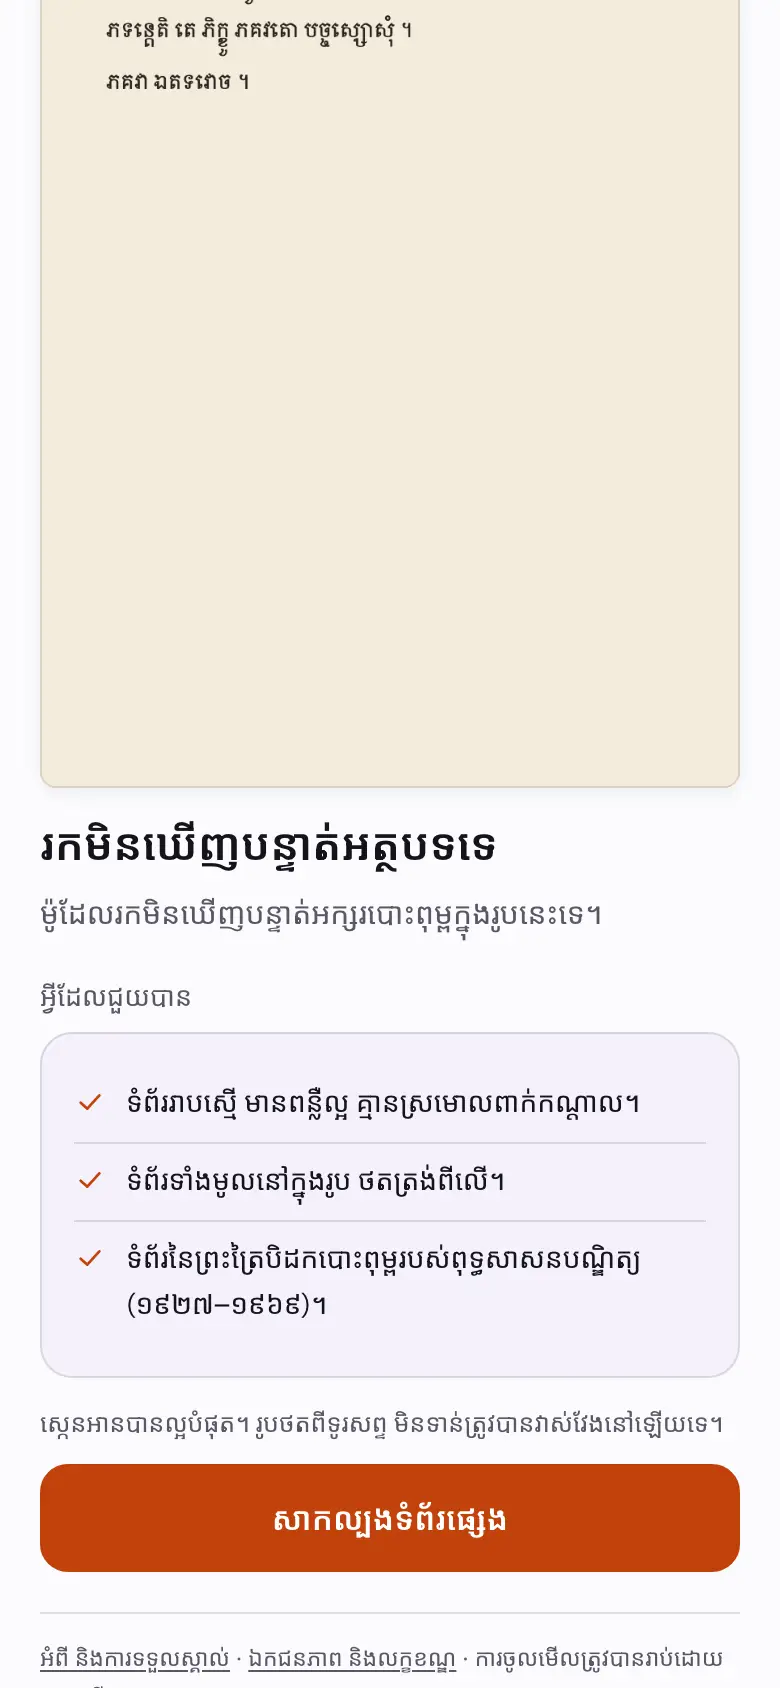 ភទន្តេតិ តេ ភិក្ខូ ភគវតោ បច្ចស្សោសុំ ។
ភគវា ឯតទវោច ។
រកមិនឃើញបន្ទាត់អត្ថបទទេ
ម៉ូដែលរកមិនឃើញបន្ទាត់អក្សរបោះពុម្ពក្នុងរូបនេះទេ។
អ្វីដែលជួយបាន
ទំព័ររាបស្មើ មានពន្លឺល្អ គ្មានស្រមោលពាក់កណ្ដាល។
ទំព័រទាំងមូលនៅក្នុងរូប ថតត្រង់ពីលើ។
ទំព័រនៃព្រះត្រៃបិដកបោះពុម្ពរបស់ពុទ្ធសាសនបណ្ឌិត្យ
(១៩២៧–១៩៦៩)។
ស្កេនអានបានល្អបំផុត។ រូបថតពីទូរសព្ទ មិនទាន់ត្រូវបានវាស់វែងនៅឡើយទេ។
សាកល្បងទំព័រផ្សេង
អំពី និងការទទួលស្គាល់ · ឯកជនភាព និងលក្ខខណ្ឌ · ការចូលមើលត្រូវបានរាប់ដោយ